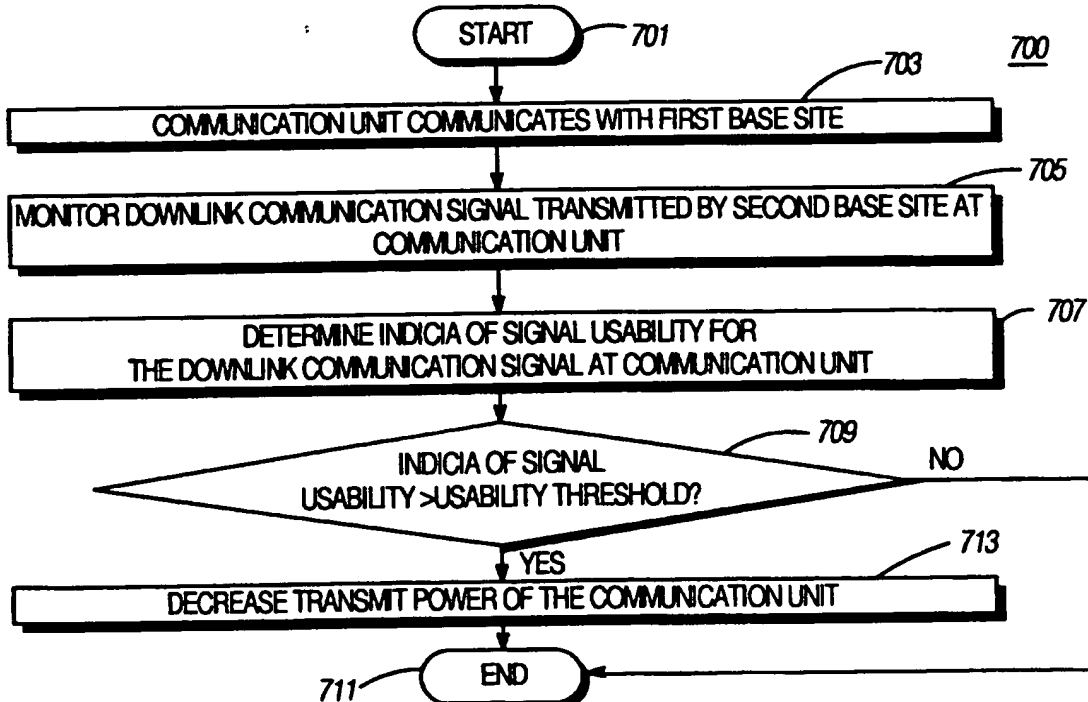 START
701
700
703
COMMUNICATION UNIT COMMUNICATES WITH FIRST BASE SITE
705
MONITOR DOWNLINK COMMUNICATION SIGNAL TRANSMITTED BY SECOND BASE SITE AT
COMMUNICATION UNIT
707
DETERMINE INDICIA OF SIGNAL USABILITY FOR
THE DOWNLINK COMMUNICATION SIGNAL AT COMMUNICATION UNIT
709
INDICIA OF SIGNAL
USABILITY >USABILITY THRESHOLD?
NO
YES
713
DECREASE TRANSMIT POWER OF THE COMMUNICATION UNIT
711
END